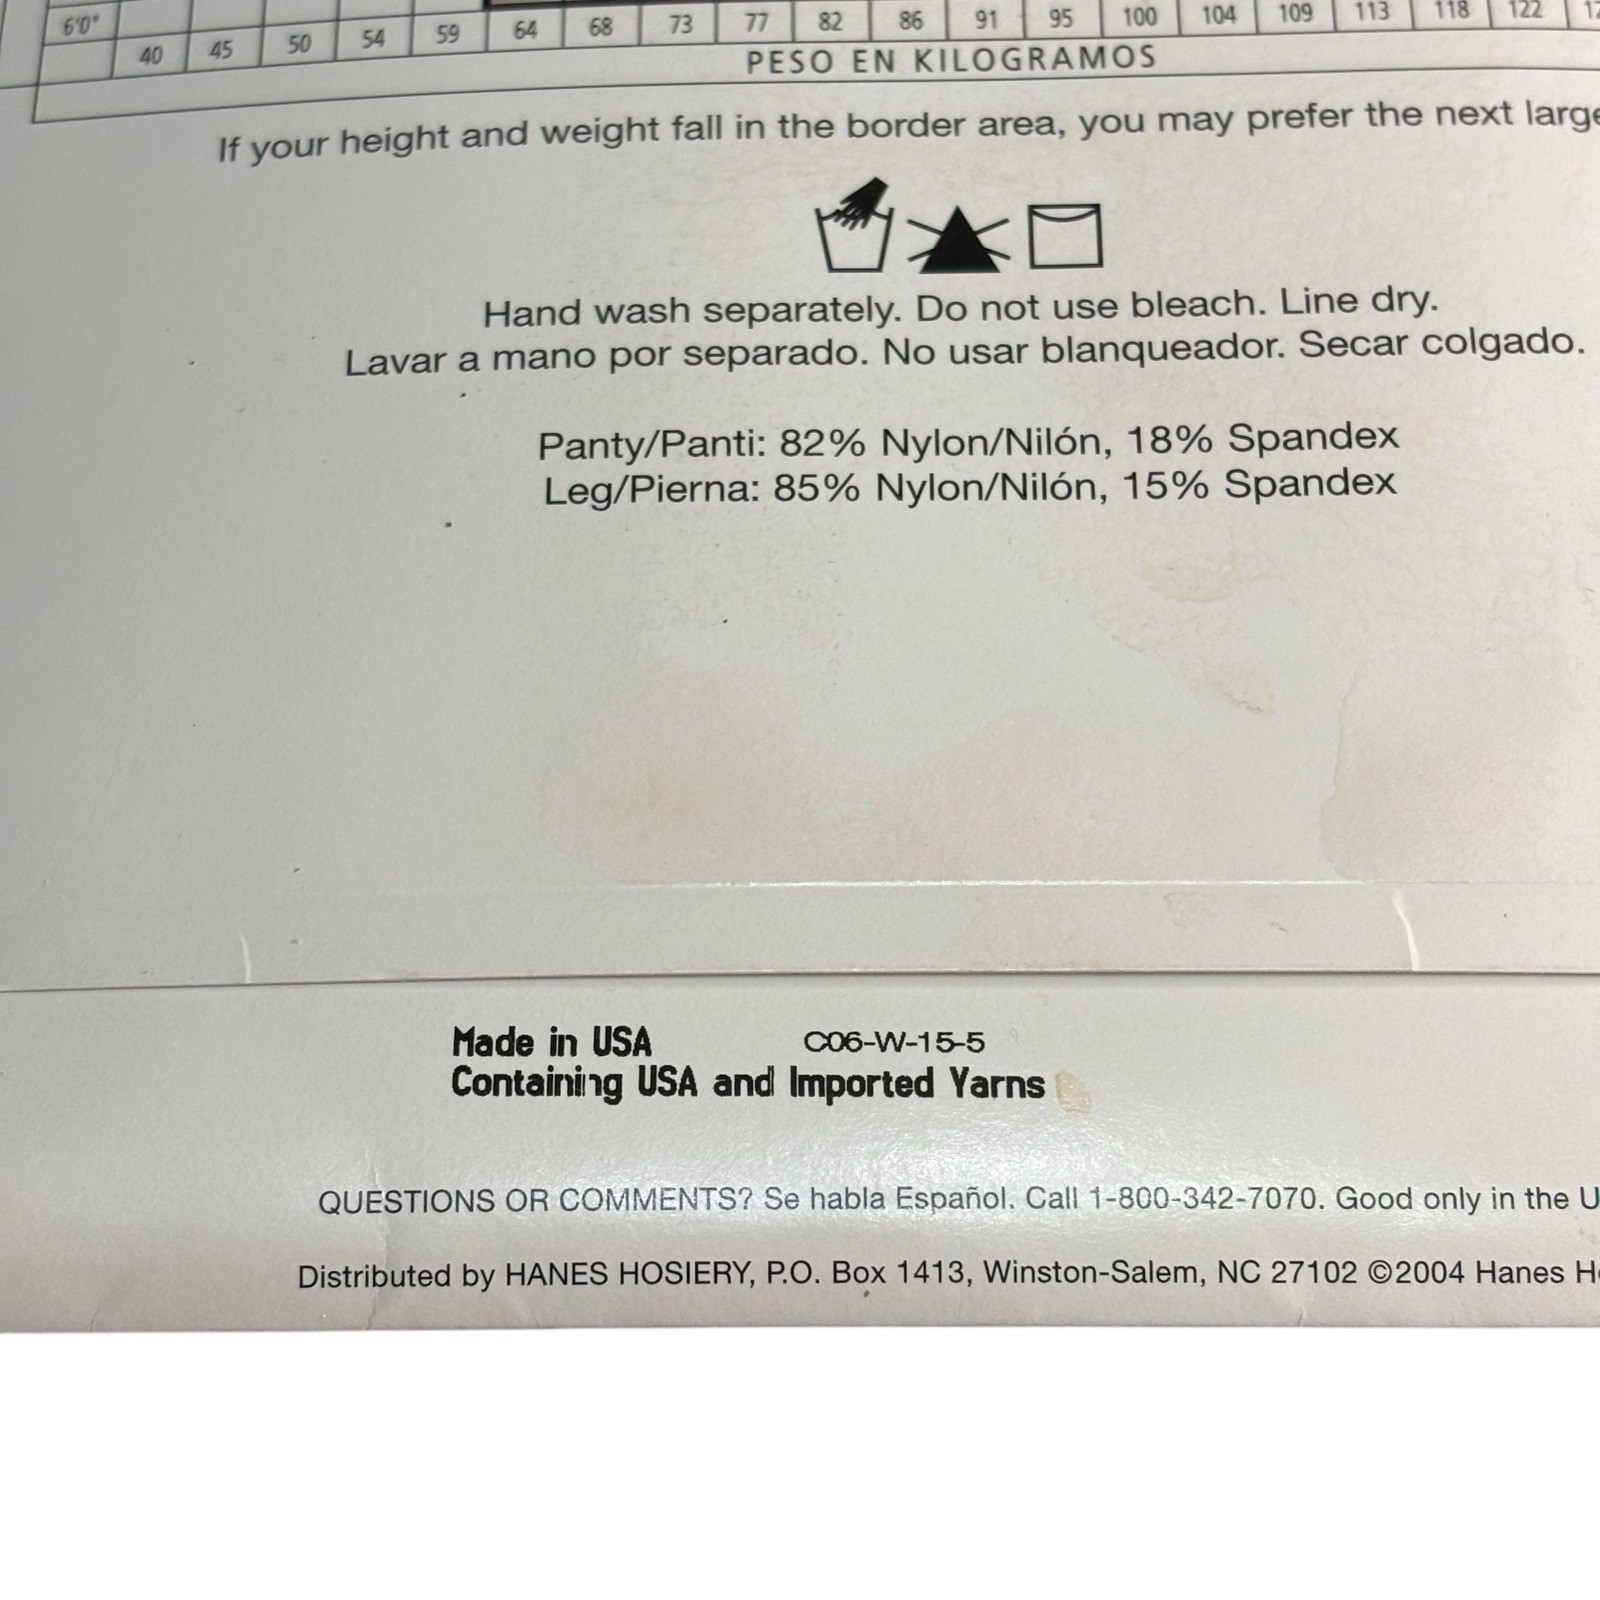 6'0"
64 68 73 77 82 86 91 95 100 104 109 113 118 122
40 45 50 54 59
PESO EN KILOGRAMOS
If your height and weight fall in the border area, you may prefer the next
Hand wash separately. Do not use bleach. Line dry.
Lavar a mano por separado. No usar blanqueador. Secar colgado.
Panty/Panti: 82% Nylon/Nilón, 18% Spandex
Leg/Pierna: 85% Nylon/Nilón, 15% Spandex
Made in USA C06-W-15-5
Containing USA and Imported Yarns
QUESTIONS OR COMMENTS? Se habla Español. Call 1-800-342-7070. Good only in the
Distributed by HANES HOSIERY, P.O. Box 1413, Winston-Salem, NC 27102 ©2004 Hanes